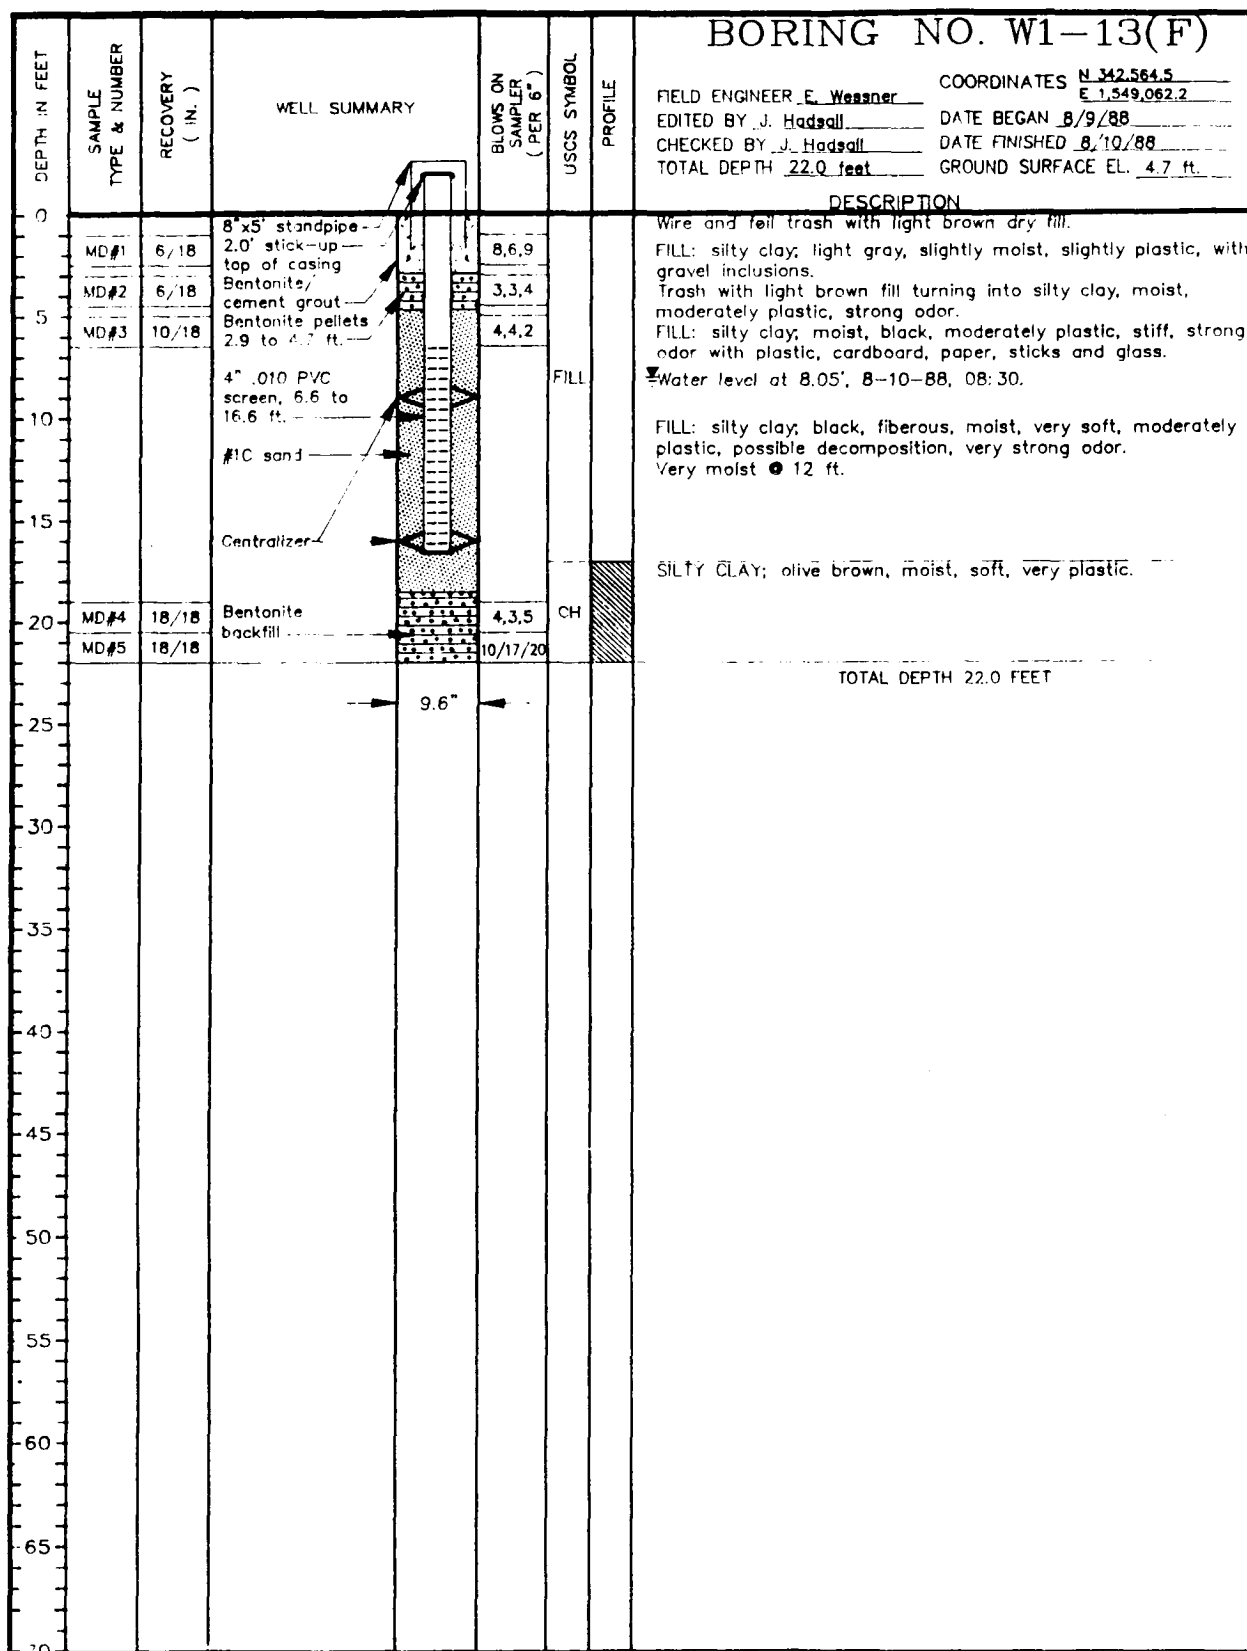 BORING NO. W1-13(F)
FIELD ENGINEER E. Wessner
EDITED BY J. Hadsall
CHECKED BY J. Hadsall
TOTAL DEPTH 22.0 feet
COORDINATES N 342,564.5
E 1,549,062.2
DATE BEGAN 8/9/88
DATE FINISHED 8/10/88
GROUND SURFACE EL. 4.7 ft.
DEPTH IN FEET
SAMPLE
TYPE & NUMBER
RECOVERY
( IN. )
WELL SUMMARY
BLOWS ON
SAMPLER
( PER 6" )
USCS SYMBOL
PROFILE
DESCRIPTION
0
5
10
15
20
25
30
35
40
45
50
55
60
65
70
MD#1 6/18
MD#2 6/18
MD#3 10/18
MD#4 18/18
MD#5 18/18
8"x5' standpipe
2.0' stick-up
top of casing
Bentonite/
cement grout
Bentonite pellets
2.9 to 4.7 ft.
4" .010 PVC
screen, 6.6 to
16.6 ft.
#1C sand
Centralizer
Bentonite
backfill
9.6"
8,6,9
3,3,4
4,4,2
4,3,5
10/17/20
FILL
CH
Wire and foil trash with light brown dry fill.
FILL: silty clay; light gray, slightly moist, slightly plastic, with
gravel inclusions.
Trash with light brown fill turning into silty clay, moist,
moderately plastic, strong odor.
FILL: silty clay; moist, black, moderately plastic, stiff, strong
odor with plastic, cardboard, paper, sticks and glass.
Water level at 8.05', 8-10-88, 08:30.
FILL: silty clay; black, fiberous, moist, very soft, moderately
plastic, possible decomposition, very strong odor.
Very moist @ 12 ft.
SILTY CLAY; olive brown, moist, soft, very plastic.
TOTAL DEPTH 22.0 FEET